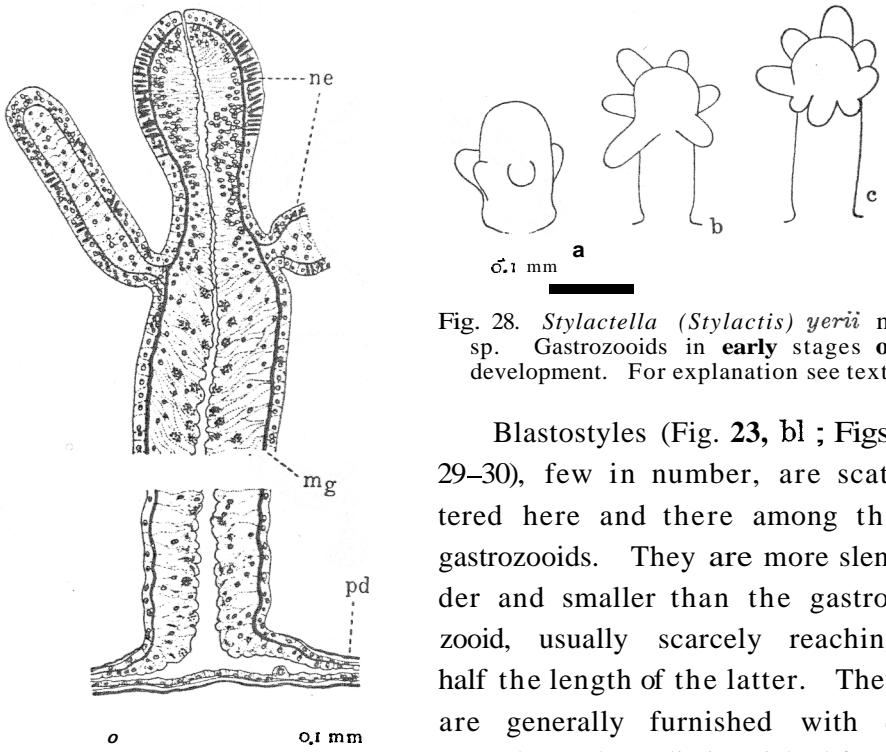 ne
mg
pd
o 0.1 mm
a
b
c
0.1 mm
Fig. 28. Stylactella (Stylactis) yerii n
sp. Gastrozooids in early stages o
development. For explanation see text
Blastostyles (Fig. 23, bl ; Figs
29–30), few in number, are scat
tered here and there among th
gastrozooids. They are more slen
der and smaller than the gastro
zooid, usually scarcely reachin
half the length of the latter. The
are generally furnished with